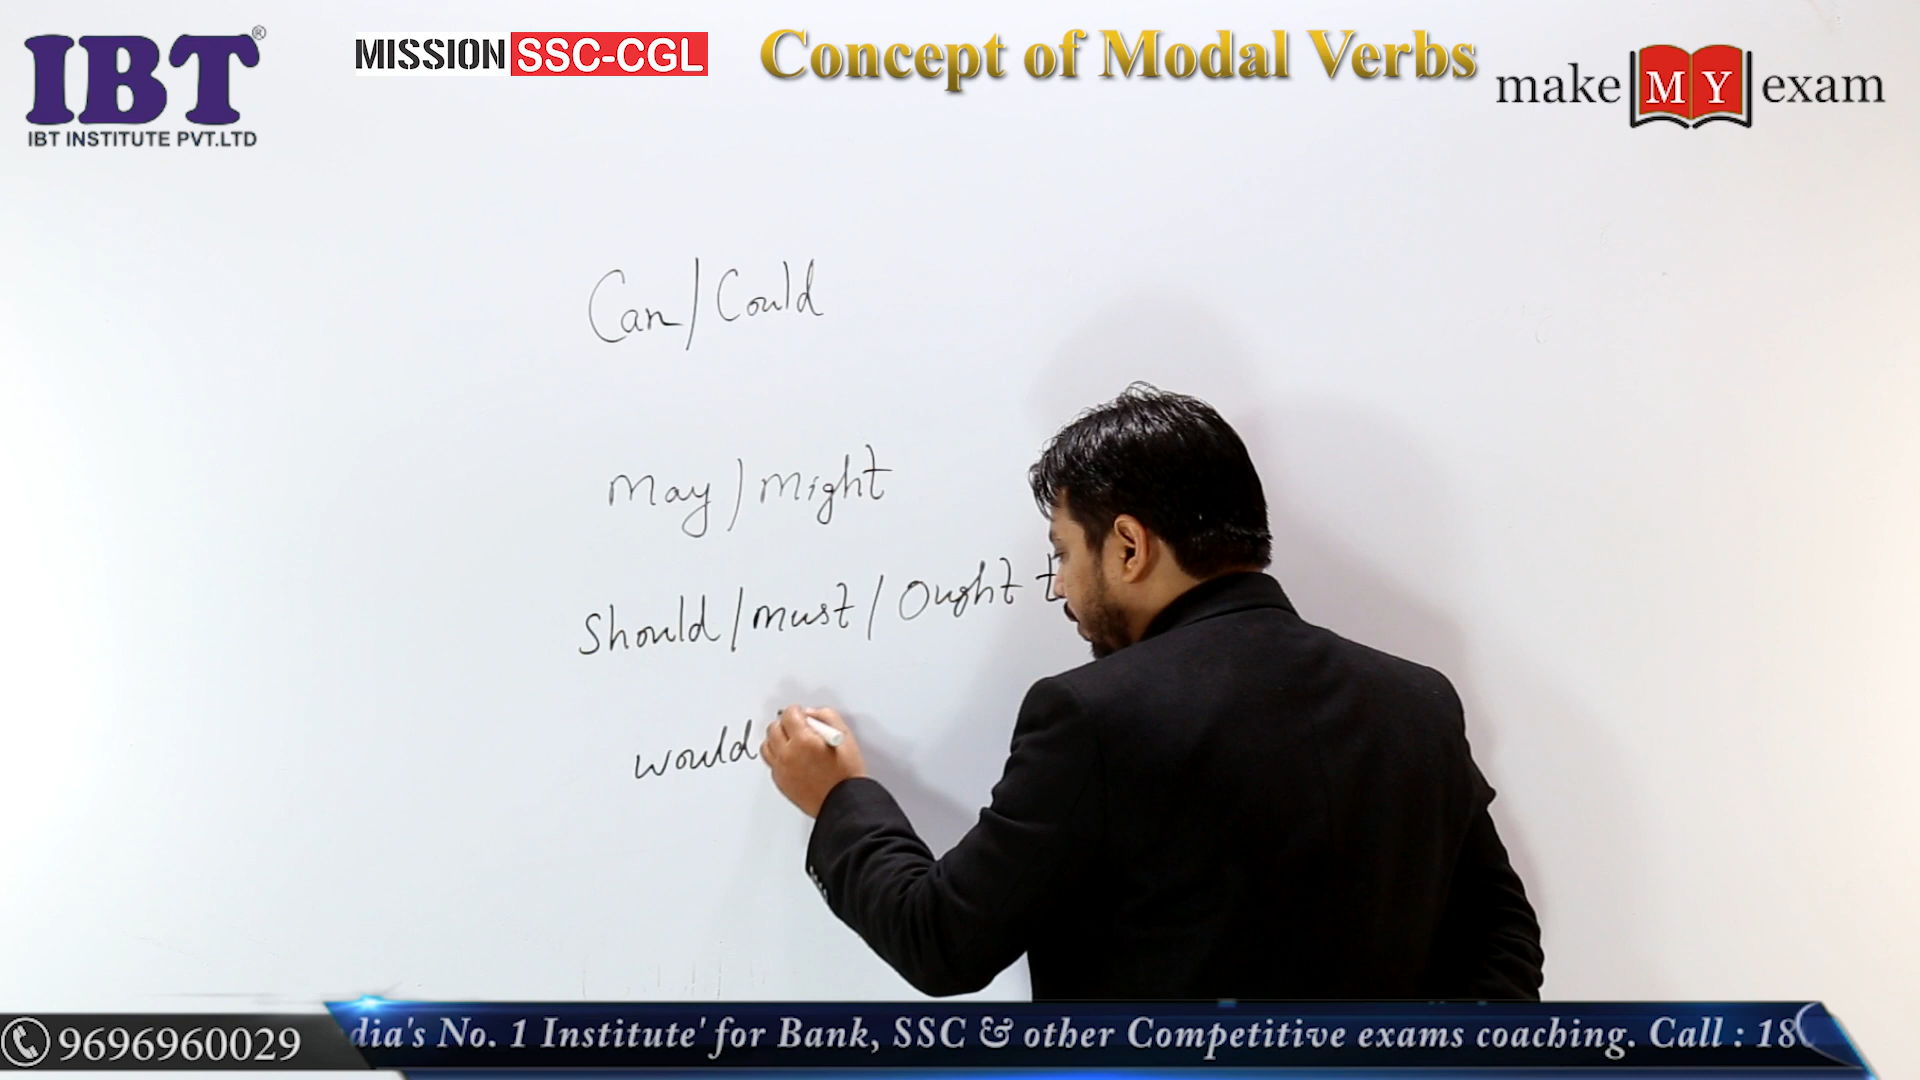 IBT®
IBT INSTITUTE PVT.LTD
MISSION SSC-CGL
Concept of Modal Verbs
make MY exam
Can/Could
May/Might
Should/Must/Ought t
would
9696960029
dia's No. 1 Institute' for Bank, SSC & other Competitive exams coaching. Call : 18